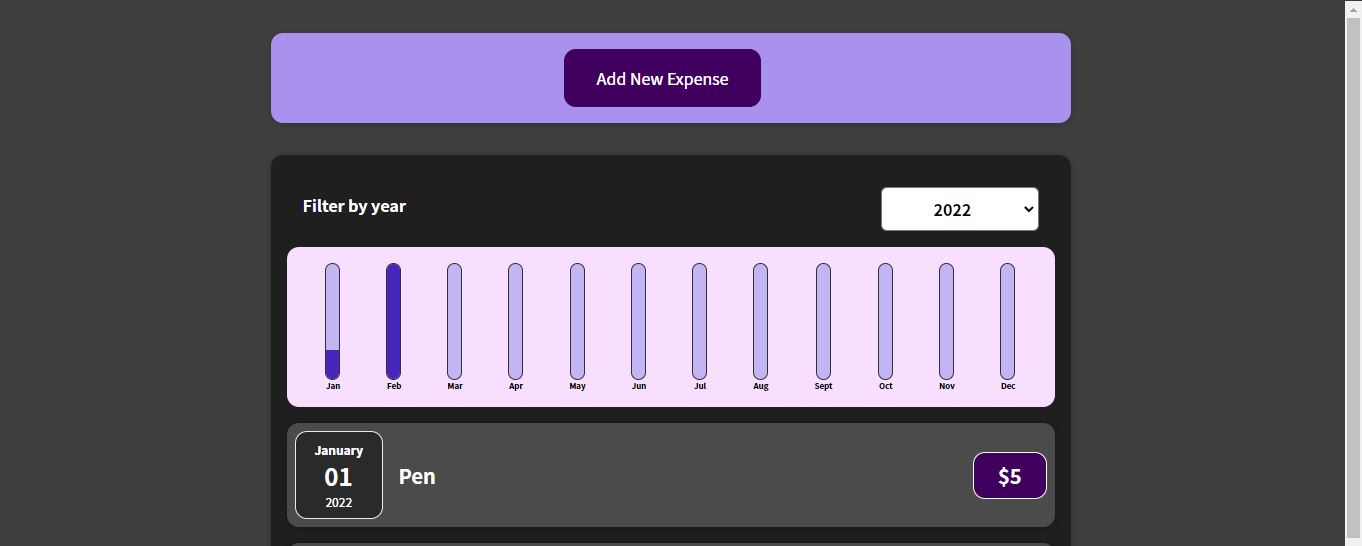 Add New Expense
Filter by year
2022
Jan Feb Mar Apr May Jun Jul Aug Sept Oct Nov Dec
January
01
2022
Pen
$5